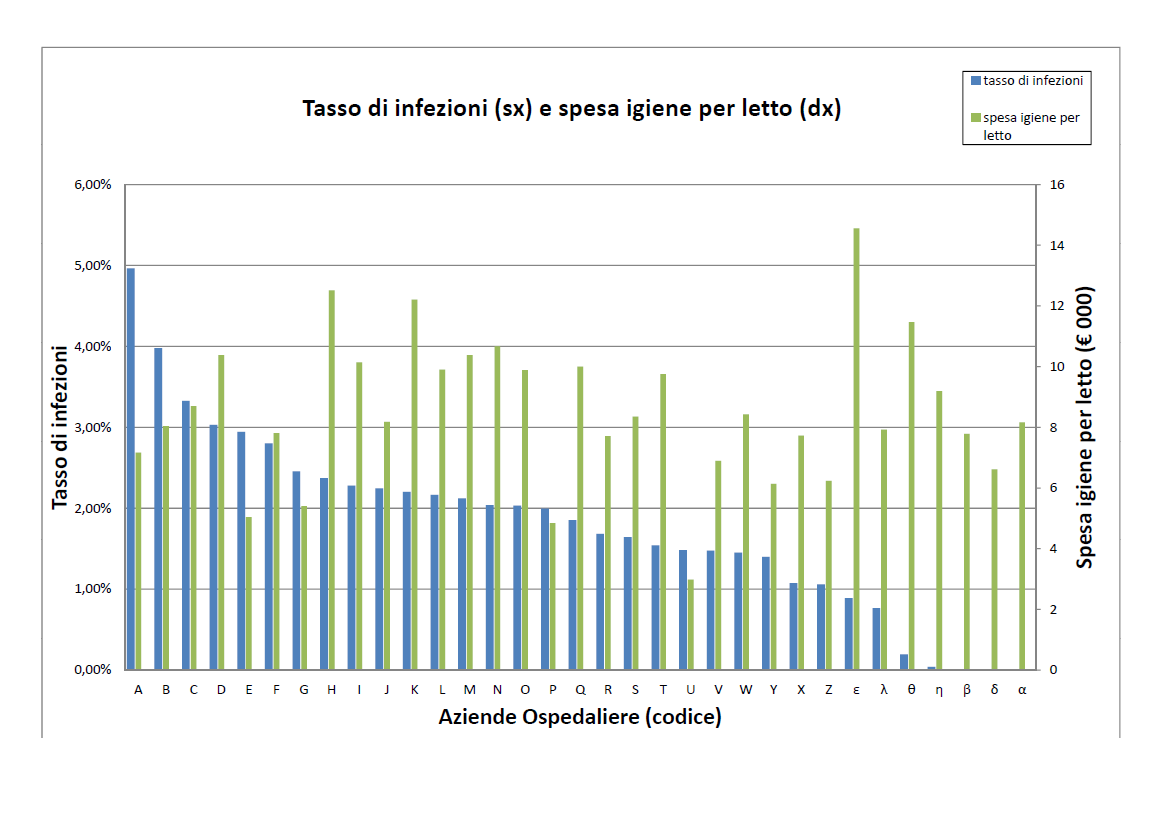 tasso di infezioni
spesa igiene per
letto
Tasso di infezioni (sx) e spesa igiene per letto (dx)
6,00%
5,00%
4,00%
3,00%
2,00%
1,00%
0,00%
Tasso di infezioni
16
14
12
10
8
6
4
2
0
Spesa igiene per letto (€ 000)
A B C D E F G H I J K L M N O P Q R S T U V W Y X Z ε λ θ η β δ α
Aziende Ospedaliere (codice)